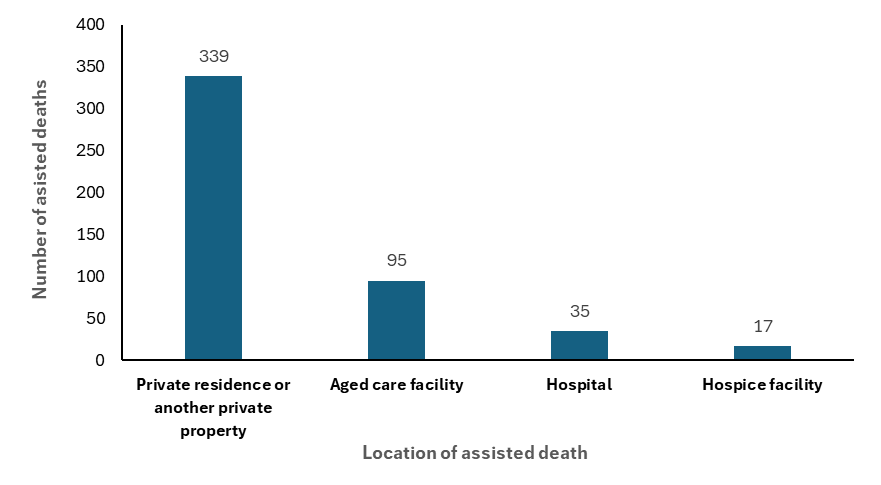 Number of asisted deaths
400
350
300
250
200
150
100
50
0
339
95
35
17
Private residence or
another private
property
Aged care facility
Hospital
Hospice facility
Location of assisted death